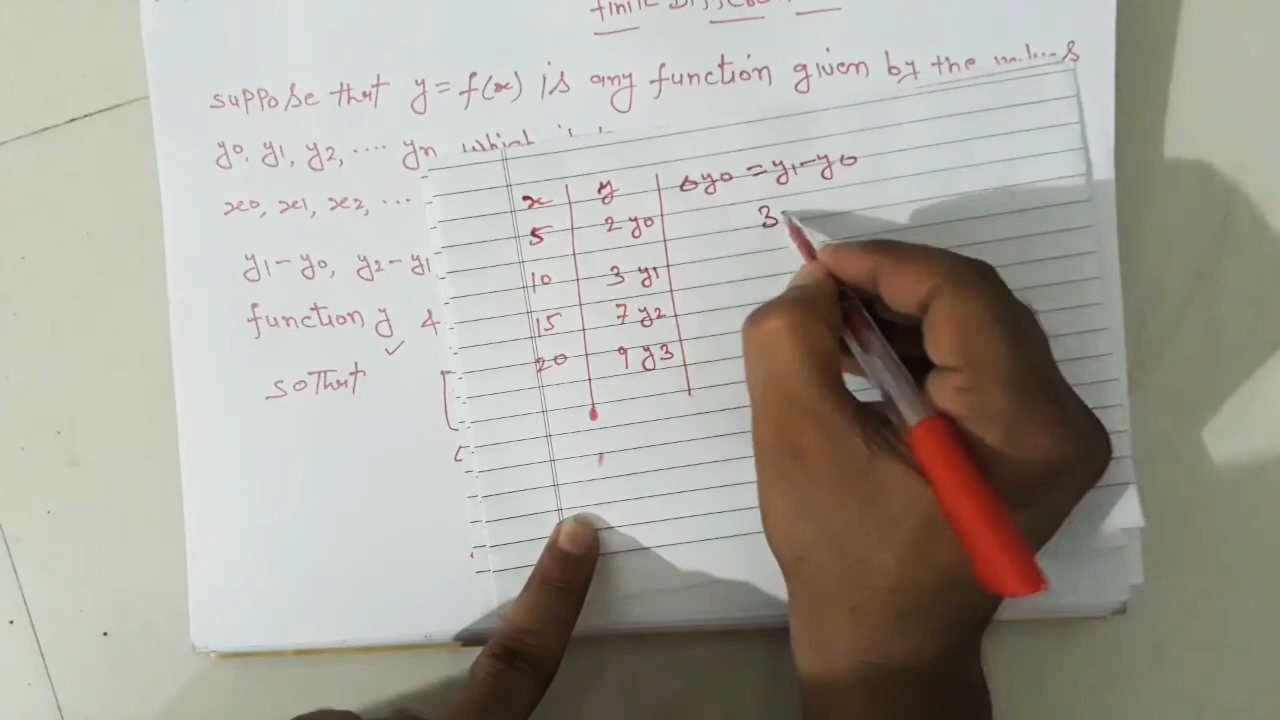 suppose that y=f(x) is any function given by the
y0, y1, y2, .... yn which is
x0, x1, x2, ...
y1-y0, y2-y1
function y &
so that
x y Δy0 = y1-y0
5 2 y0 3
10 3 y1
15 7 y2
20 9 y3